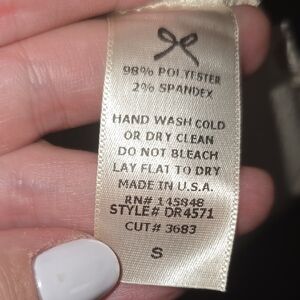 98% POLYESTER
2% SPANDEX
HAND WASH COLD
OR DRY CLEAN
DO NOT BLEACH
LAY FLAT TO DRY
MADE IN U.S.A.
RN# 145848
STYLE# DR4571
CUT# 3683
S